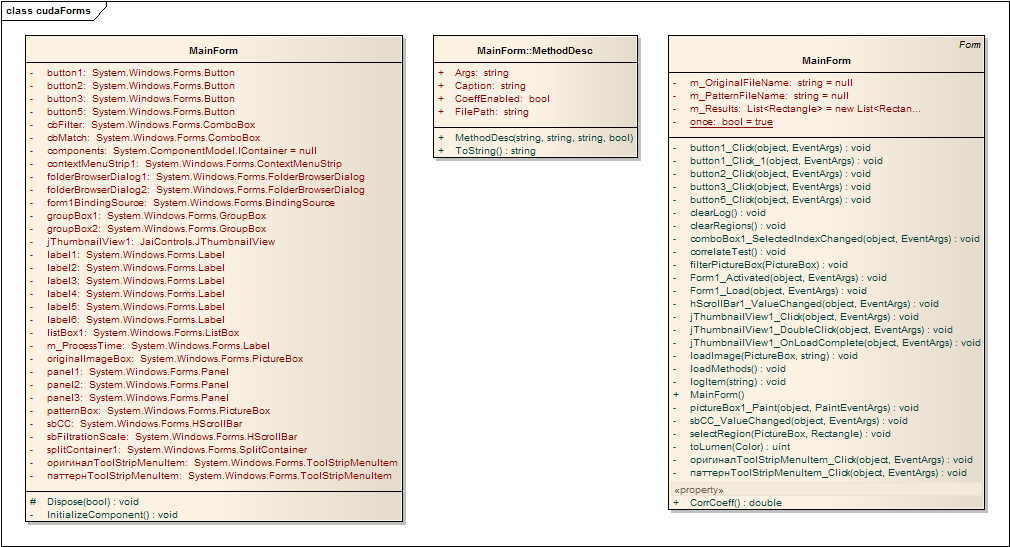 class cudaForms
MainForm
- button1: System.Windows.Forms.Button
- button2: System.Windows.Forms.Button
- button3: System.Windows.Forms.Button
- button5: System.Windows.Forms.Button
- cbFilter: System.Windows.Forms.ComboBox
- cbMatch: System.Windows.Forms.ComboBox
- components: System.ComponentModel.IContainer = null
- contextMenuStrip1: System.Windows.Forms.ContextMenuStrip
- folderBrowserDialog1: System.Windows.Forms.FolderBrowserDialog
- folderBrowserDialog2: System.Windows.Forms.FolderBrowserDialog
- form1BindingSource: System.Windows.Forms.BindingSource
- groupBox1: System.Windows.Forms.GroupBox
- groupBox2: System.Windows.Forms.GroupBox
- jThumbnailView1: JaiControls.JThumbnailView
- label1: System.Windows.Forms.Label
- label2: System.Windows.Forms.Label
- label3: System.Windows.Forms.Label
- label4: System.Windows.Forms.Label
- label5: System.Windows.Forms.Label
- label6: System.Windows.Forms.Label
- listBox1: System.Windows.Forms.ListBox
- m_ProcessTime: System.Windows.Forms.Label
- originalImageBox: System.Windows.Forms.PictureBox
- panel1: System.Windows.Forms.Panel
- panel2: System.Windows.Forms.Panel
- panel3: System.Windows.Forms.Panel
- patternBox: System.Windows.Forms.PictureBox
- sbCC: System.Windows.Forms.HScrollBar
- sbFiltrationScale: System.Windows.Forms.HScrollBar
- splitContainer1: System.Windows.Forms.SplitContainer
- оригиналToolStripMenuItem: System.Windows.Forms.ToolStripMenuItem
- паттернToolStripMenuItem: System.Windows.Forms.ToolStripMenuItem
# Dispose(bool) : void
- InitializeComponent() : void
MainForm::MethodDesc
+ Args: string
+ Caption: string
+ CoeffEnabled: bool
+ FilePath: string
+ MethodDesc(string, string, string, bool)
+ ToString() : string
Form
MainForm
- m_OriginalFileName: string = null
- m_PatternFileName: string = null
- m_Results: List<Rectangle> = new List<Rectan...
- once: bool = true
- button1_Click(object, EventArgs) : void
- button1_Click_1(object, EventArgs) : void
- button2_Click(object, EventArgs) : void
- button3_Click(object, EventArgs) : void
- button5_Click(object, EventArgs) : void
- clearLog() : void
- clearRegions() : void
- comboBox1_SelectedIndexChanged(object, EventArgs) : void
- correlateTest() : void
- filterPictureBox(PictureBox) : void
- Form1_Activated(object, EventArgs) : void
- Form1_Load(object, EventArgs) : void
- hScrollBar1_ValueChanged(object, EventArgs) : void
- jThumbnailView1_Click(object, EventArgs) : void
- jThumbnailView1_DoubleClick(object, EventArgs) : void
- jThumbnailView1_OnLoadComplete(object, EventArgs) : void
- loadImage(PictureBox, string) : void
- loadMethods() : void
- logItem(string) : void
+ MainForm()
- pictureBox1_Paint(object, PaintEventArgs) : void
- sbCC_ValueChanged(object, EventArgs) : void
- selectRegion(PictureBox, Rectangle) : void
- toLumen(Color) : uint
- оригиналToolStripMenuItem_Click(object, EventArgs) : void
- паттернToolStripMenuItem_Click(object, EventArgs) : void
«property»
+ CorrCoeff() : double